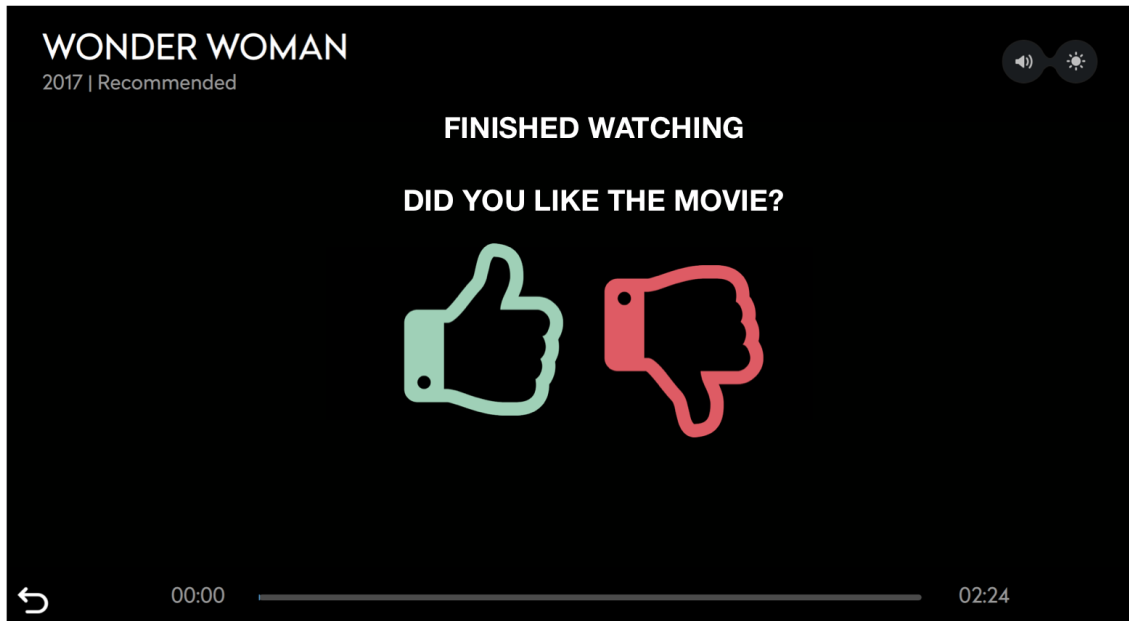 WONDER WOMAN
2017 | Recommended
FINISHED WATCHING
DID YOU LIKE THE MOVIE?
00:00
02:24